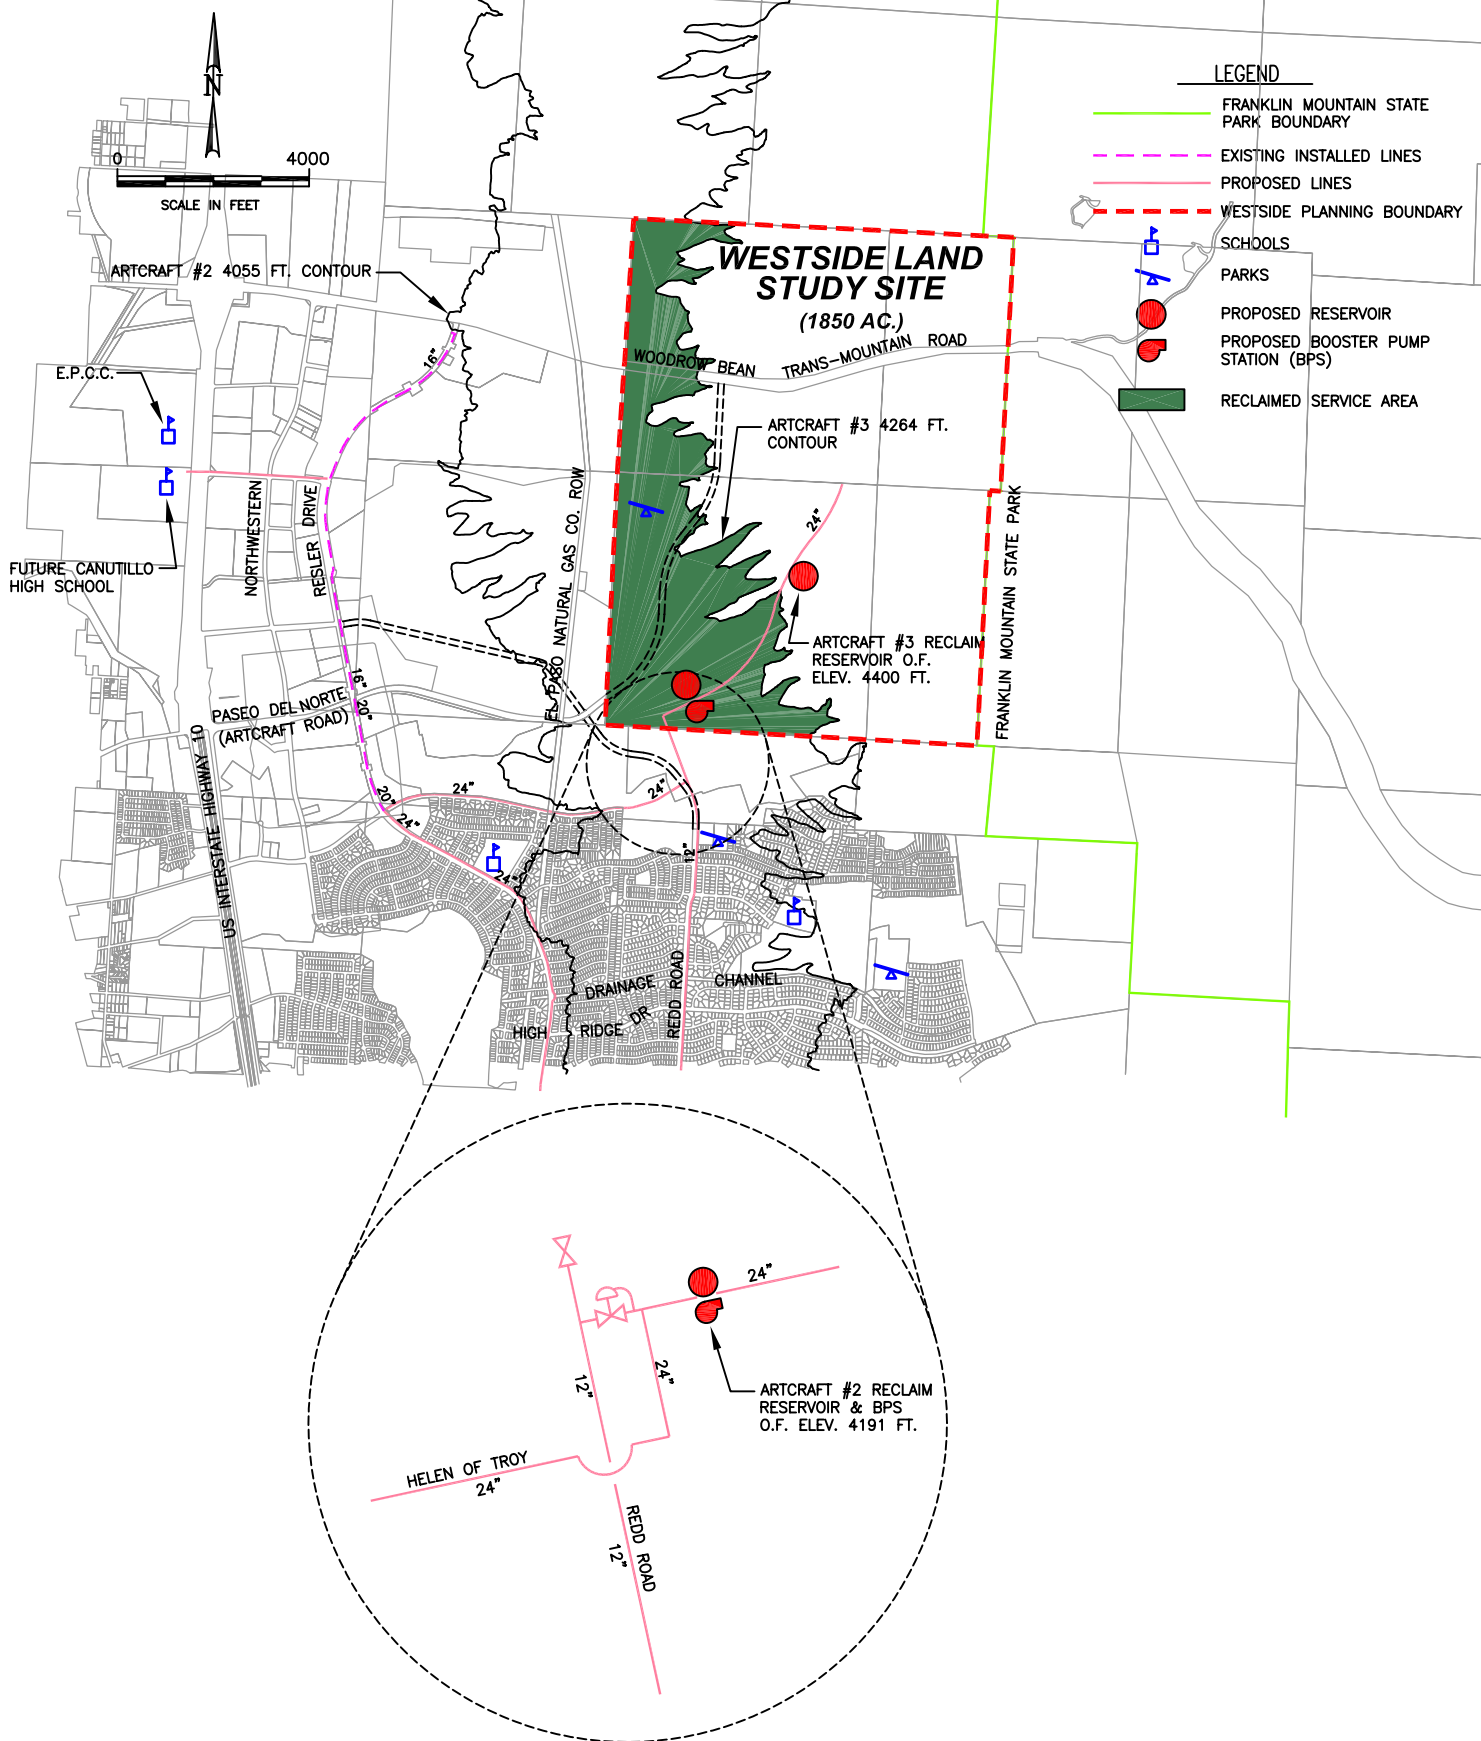 N
0 4000
SCALE IN FEET
LEGEND
FRANKLIN MOUNTAIN STATE
PARK BOUNDARY
EXISTING INSTALLED LINES
PROPOSED LINES
WESTSIDE PLANNING BOUNDARY
SCHOOLS
PARKS
PROPOSED RESERVOIR
PROPOSED BOOSTER PUMP
STATION (BPS)
RECLAIMED SERVICE AREA
WESTSIDE LAND
STUDY SITE
(1850 AC.)
ARTCRAFT #2 4055 FT. CONTOUR
WOODROW BEAN TRANS-MOUNTAIN ROAD
16"
E.P.C.C.
ARTCRAFT #3 4264 FT.
CONTOUR
FUTURE CANUTILLO
HIGH SCHOOL
NORTHWESTERN
RESLER DRIVE
EL PASO NATURAL GAS CO. ROW
24"
FRANKLIN MOUNTAIN STATE PARK
ARTCRAFT #3 RECLAIM
RESERVOIR O.F.
ELEV. 4400 FT.
16"
20"
PASEO DEL NORTE
(ARTCRAFT ROAD)
US INTERSTATE HIGHWAY 10
20"
24"
24"
24"
24"
12"
DRAINAGE CHANNEL
HIGH RIDGE DR
REDD ROAD
24"
12"
24"
ARTCRAFT #2 RECLAIM
RESERVOIR & BPS
O.F. ELEV. 4191 FT.
HELEN OF TROY
24"
REDD ROAD
12"